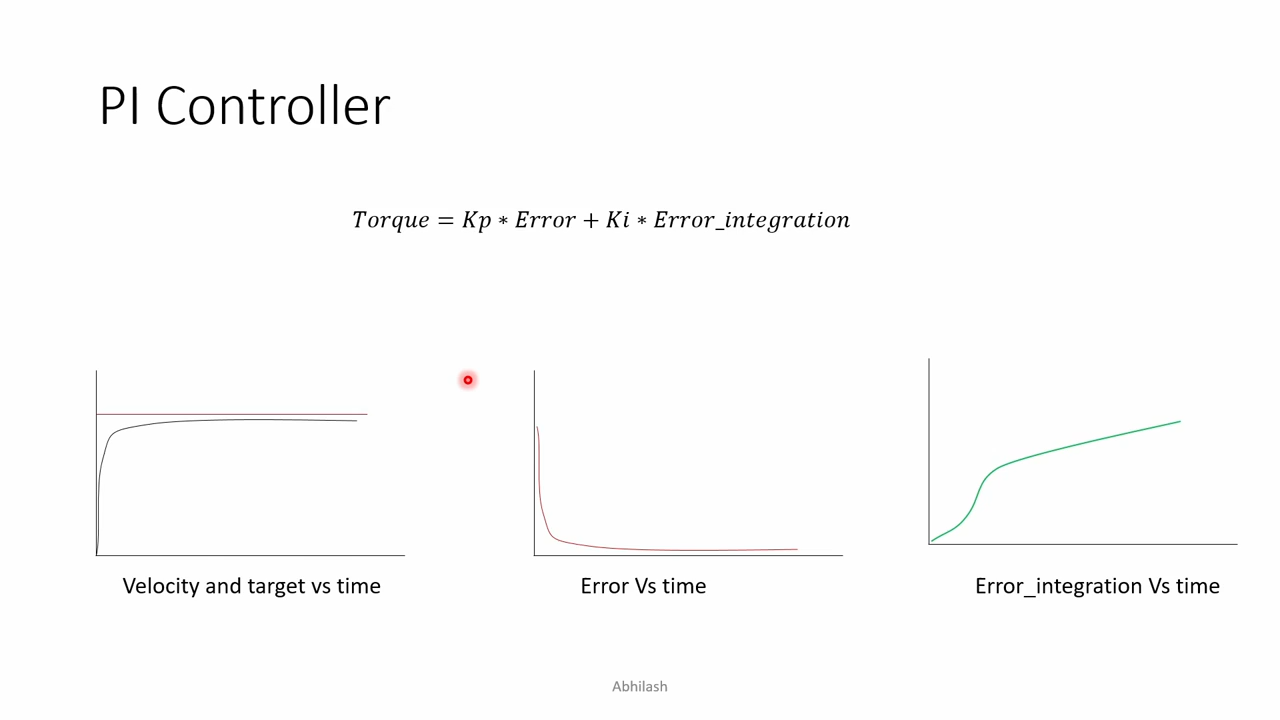 PI Controller
Torque = Kp * Error + Ki * Error_integration
Velocity and target vs time
Error Vs time
Error_integration Vs time
Abhilash